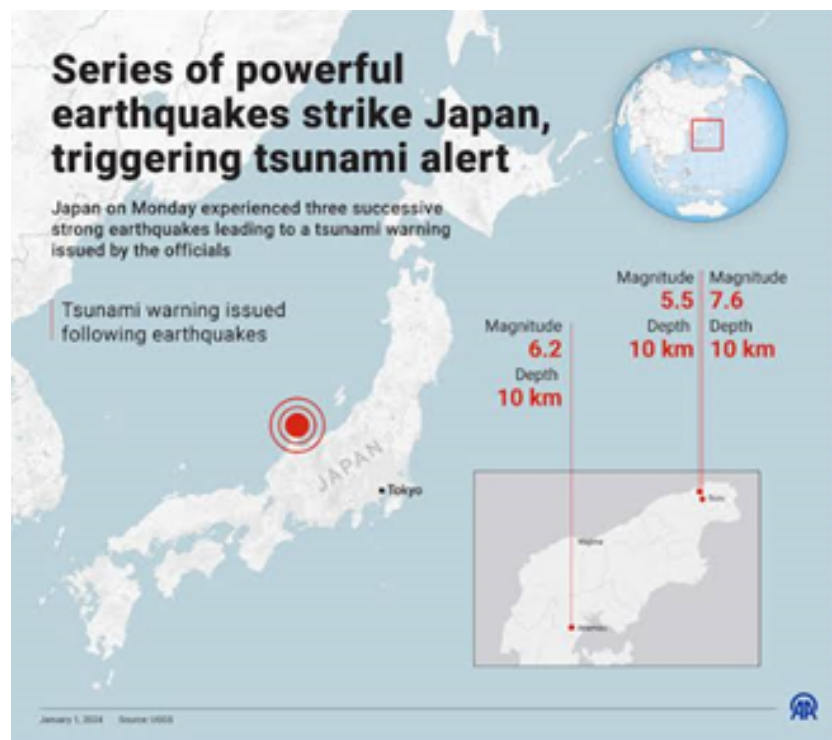 Series of powerful
earthquakes strike Japan,
triggering tsunami alert
Japan on Monday experienced three successive
strong earthquakes leading to a tsunami warning
issued by the officials
Tsunami warning issued
following earthquakes
Magnitude
5.5
Depth
10 km
Magnitude
7.6
Depth
10 km
Magnitude
6.2
Depth
10 km
JAPAN
Tokyo
January 1, 2024 Source: USGS
AA